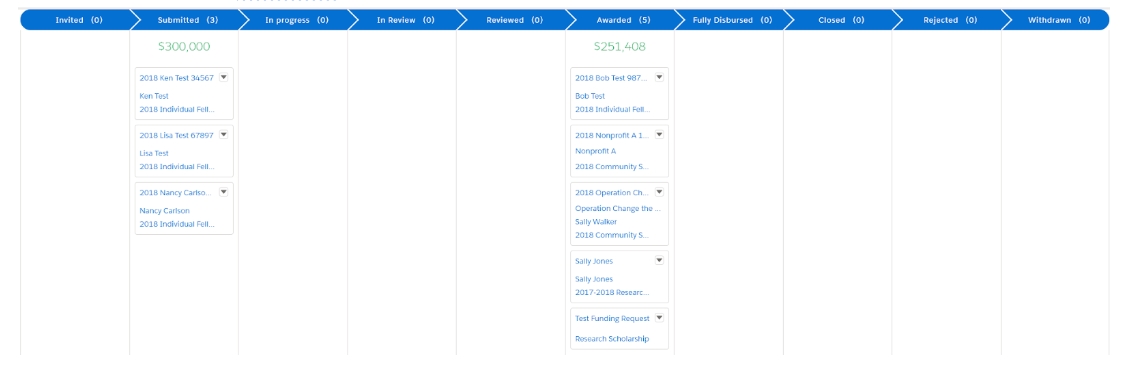 Invited (0)
Submitted (3)
In progress (0)
In Review (0)
Reviewed (0)
Awarded (5)
Fully Disbursed (0)
Closed (0)
Rejected (0)
Withdrawn (0)
$300,000
2018 Ken Test 34567
Ken Test
2018 Individual Fell...
2018 Lisa Test 67897
Lisa Test
2018 Individual Fell...
2018 Nancy Carlso...
Nancy Carlson
2018 Individual Fell...
$251,408
2018 Bob Test 987...
Bob Test
2018 Individual Fell...
2018 Nonprofit A 1...
Nonprofit A
2018 Community S...
2018 Operation Ch...
Operation Change the ...
Sally Walker
2018 Community S...
Sally Jones
Sally Jones
2017-2018 Researc...
Test Funding Request
Research Scholarship